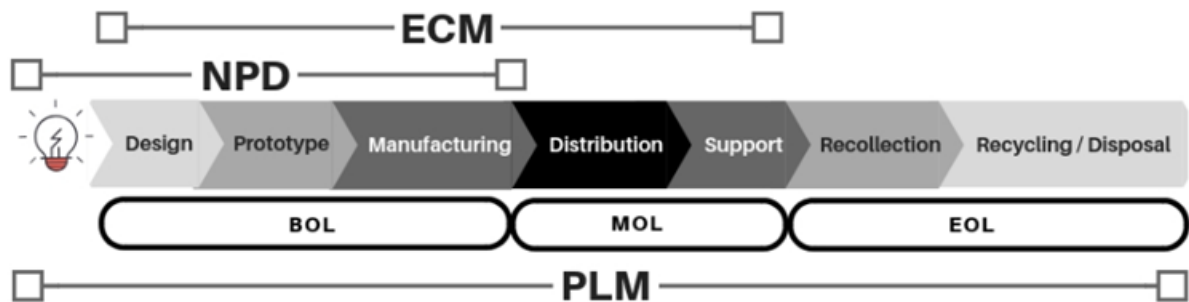 ECM
NPD
Design Prototype Manufacturing Distribution Support Recollection Recycling / Disposal
BOL MOL EOL
PLM